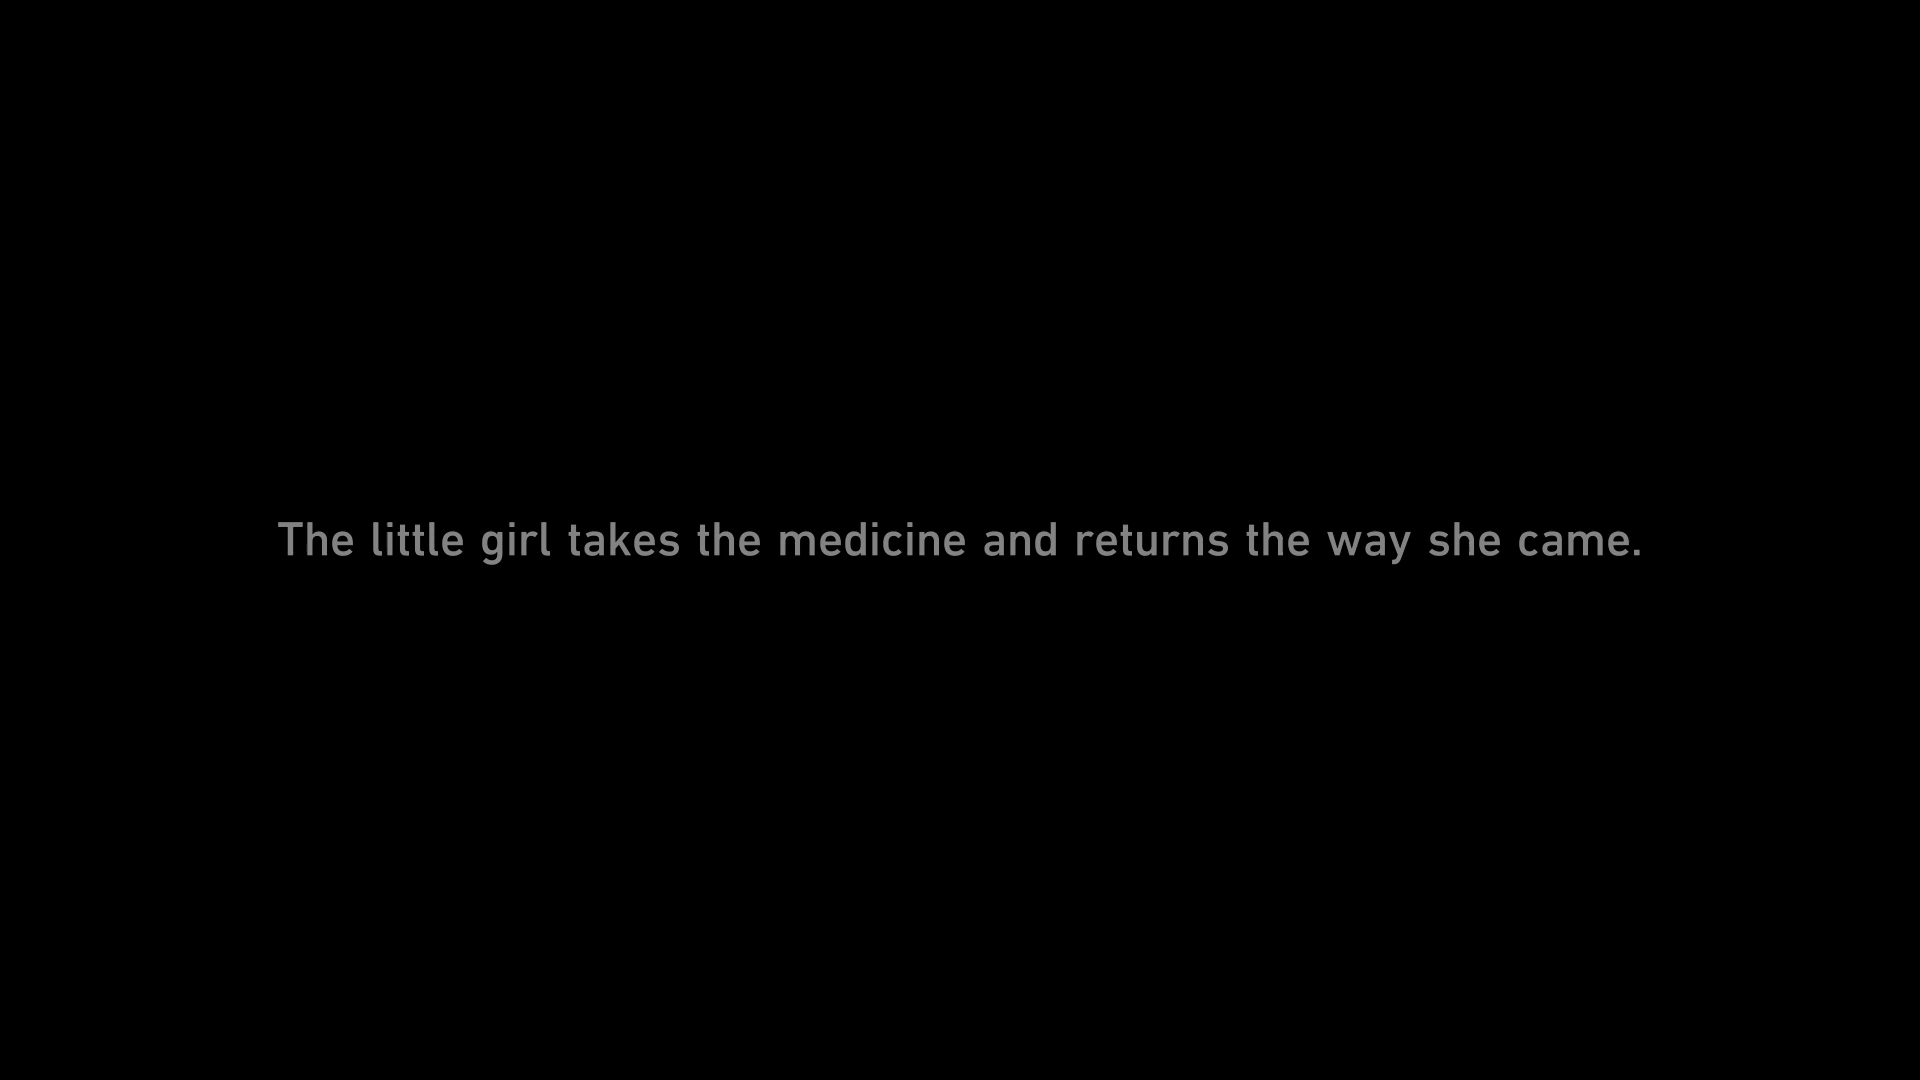 The little girl takes the medicine and returns the way she came.